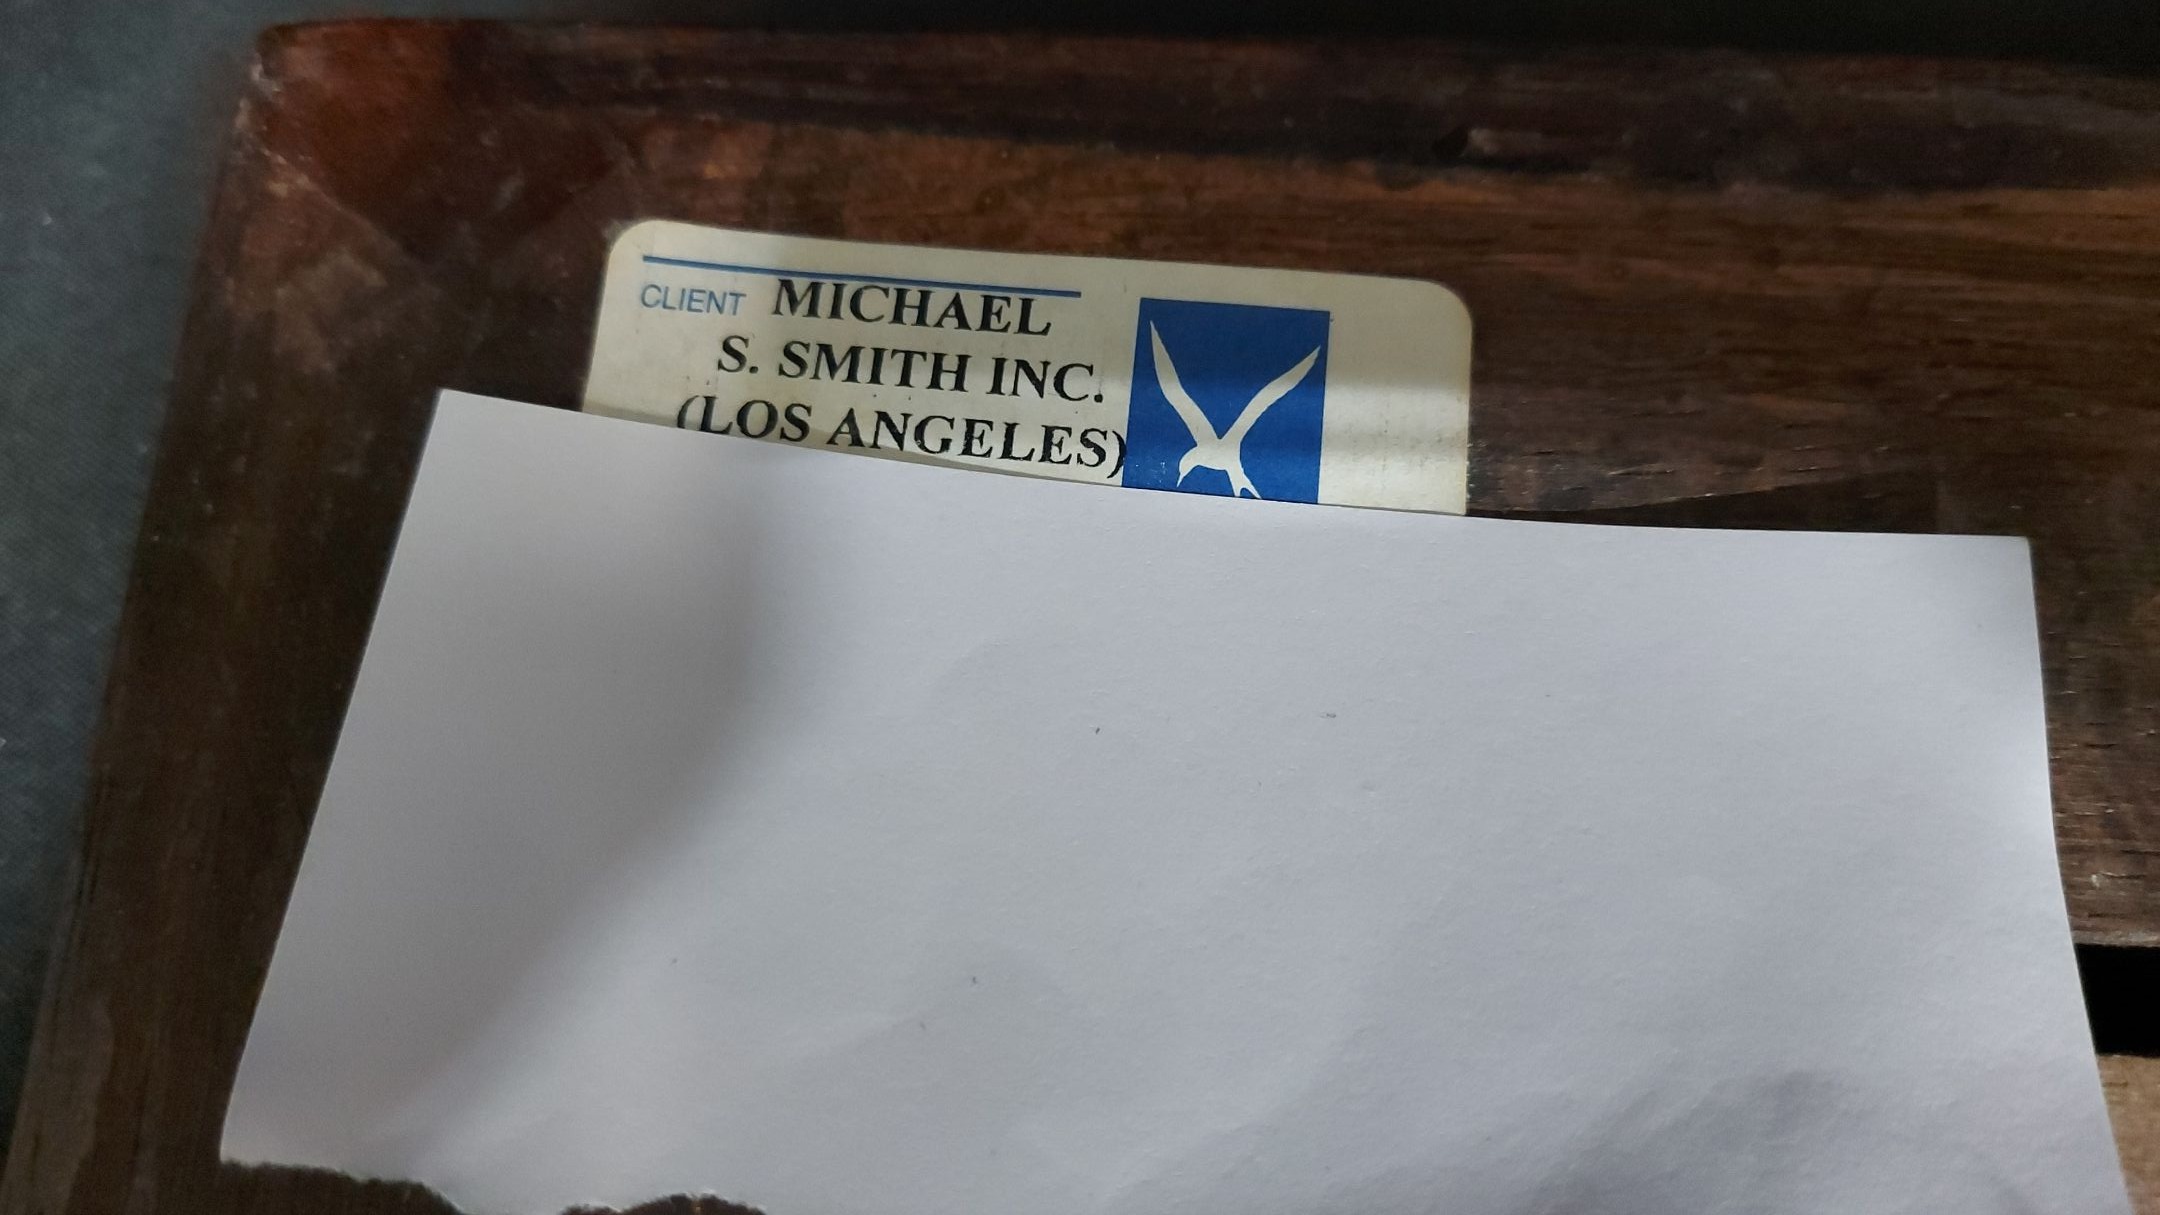 CLIENT MICHAEL
S. SMITH INC.
(LOS ANGELES)